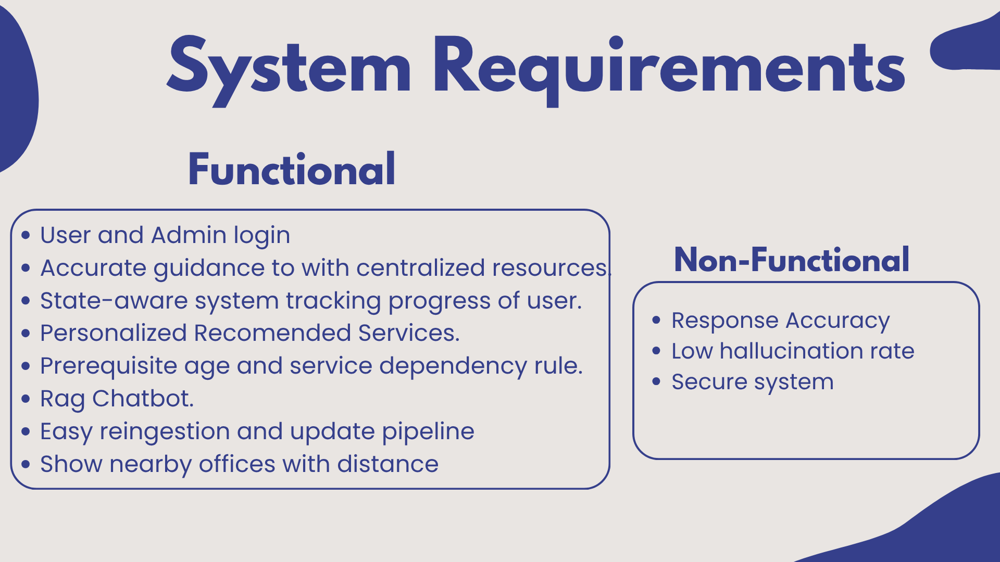 System Requirements
Functional
• User and Admin login
• Accurate guidance to with centralized resources.
• State-aware system tracking progress of user.
• Personalized Recomended Services.
• Prerequisite age and service dependency rule.
• Rag Chatbot.
• Easy reingestion and update pipeline
• Show nearby offices with distance
Non-Functional
• Response Accuracy
• Low hallucination rate
• Secure system